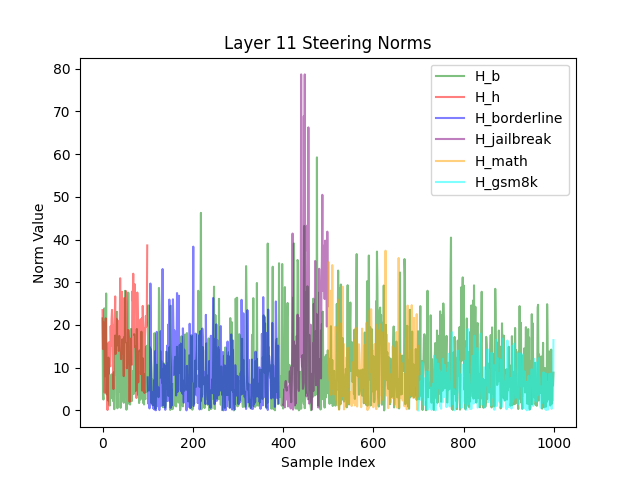 Layer 11 Steering Norms
80
70
60
50
40
30
20
10
0
Norm Value
H_b
H_h
H_borderline
H_jailbreak
H_math
H_gsm8k
0
200
400
600
800
1000
Sample Index